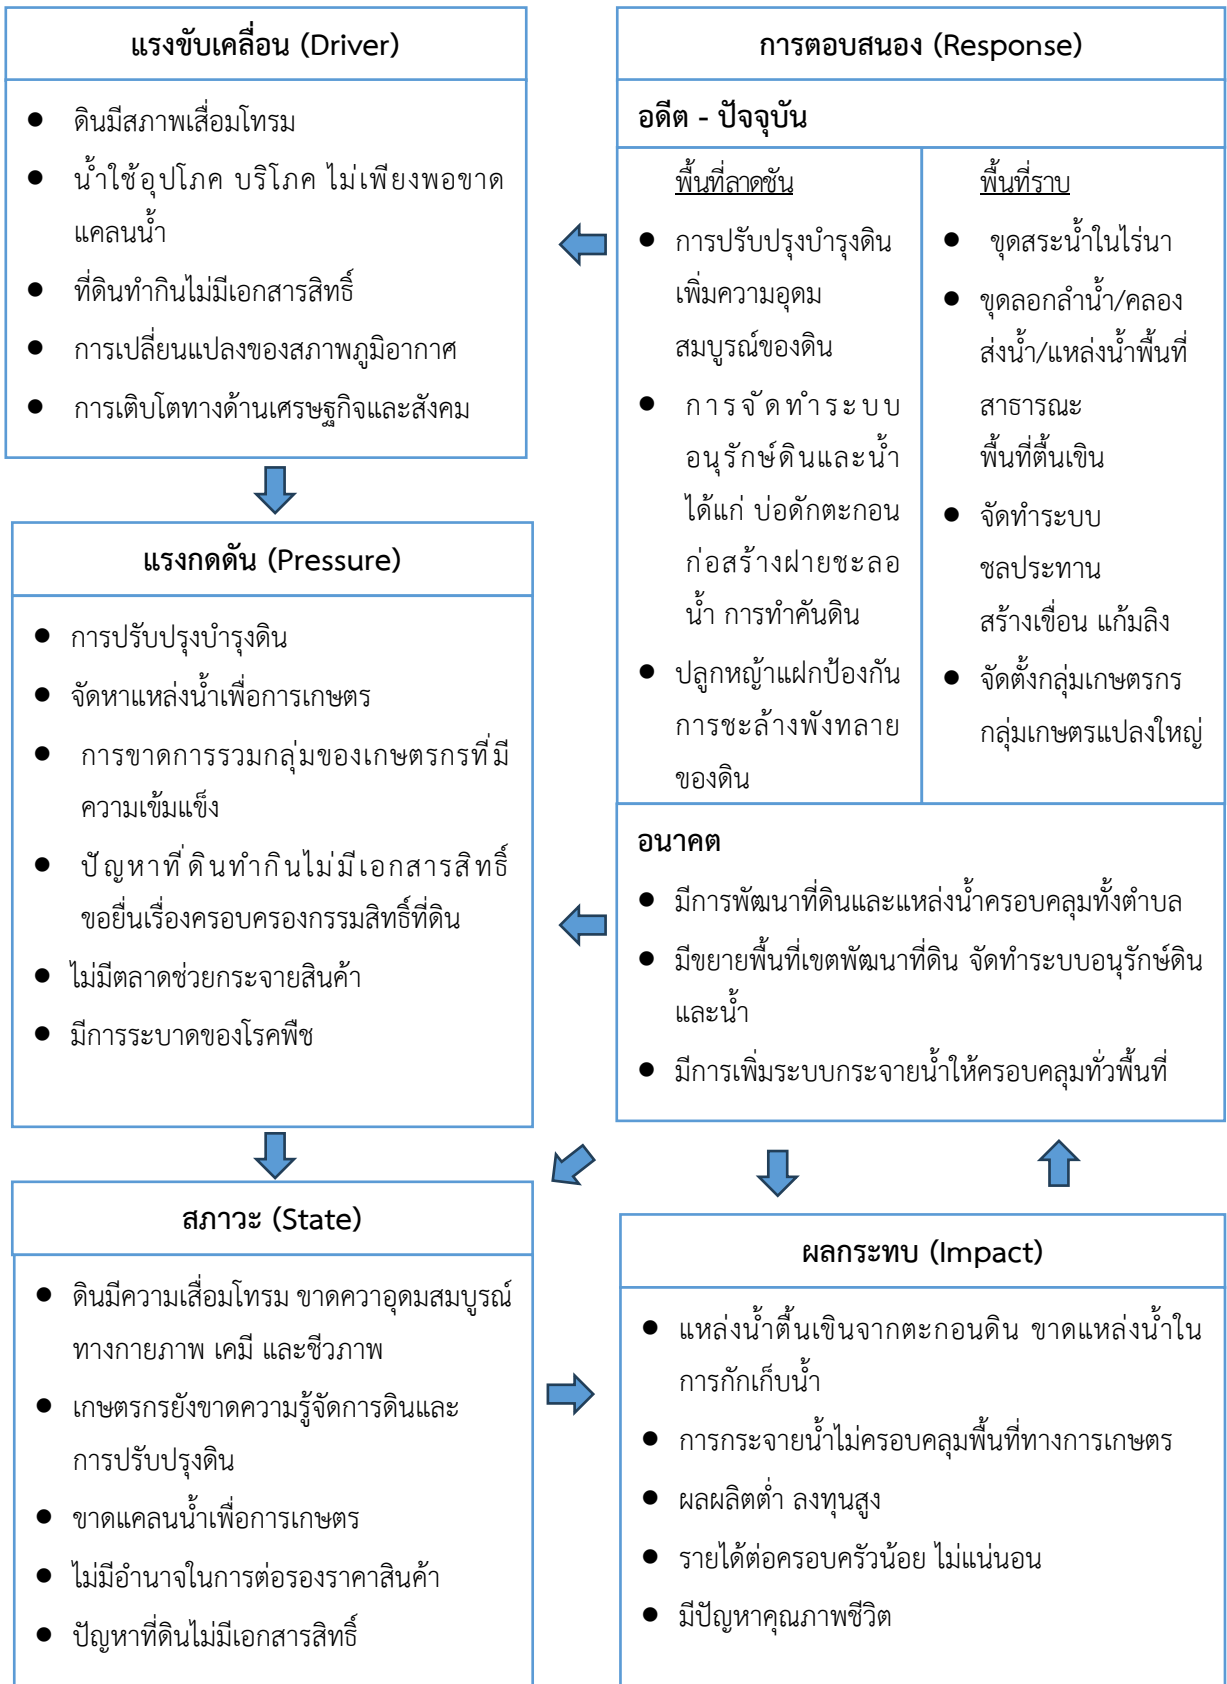 แรงขับเคลื่อน (Driver)
● ดินมีสภาพเสื่อมโทรม
● น้ำใช้อุปโภค บริโภค ไม่เพียงพอขาด
แคลนน้ำ
● ที่ดินทำกินไม่มีเอกสารสิทธิ์
● การเปลี่ยนแปลงของสภาพภูมิอากาศ
● การเติบโตทางด้านเศรษฐกิจและสังคม
แรงกดดัน (Pressure)
● การปรับปรุงบำรุงดิน
● จัดหาแหล่งน้ำเพื่อการเกษตร
● การขาดการรวมกลุ่มของเกษตรกรที่มี
ความเข้มแข็ง
● ปัญหาที่ดินทำกินไม่มีเอกสารสิทธิ์
ขอยื่นเรื่องครอบครองกรรมสิทธิ์ที่ดิน
● ไม่มีตลาดช่วยกระจายสินค้า
● มีการระบาดของโรคพืช
สภาวะ (State)
● ดินมีความเสื่อมโทรม ขาดควาอุดมสมบูรณ์
ทางกายภาพ เคมี และชีวภาพ
● เกษตรกรยังขาดความรู้จัดการดินและ
การปรับปรุงดิน
● ขาดแคลนน้ำเพื่อการเกษตร
● ไม่มีอำนาจในการต่อรองราคาสินค้า
● ปัญหาที่ดินไม่มีเอกสารสิทธิ์
การตอบสนอง (Response)
อดีต - ปัจจุบัน
พื้นที่ลาดชัน
● การปรับปรุงบำรุงดิน
เพิ่มความอุดม
สมบูรณ์ของดิน
● การจัดทำระบบ
อนุรักษ์ดินและน้ำ
ได้แก่ บ่อดักตะกอน
ก่อสร้างฝายชะลอ
น้ำ การทำคันดิน
● ปลูกหญ้าแฝกป้องกัน
การชะล้างพังทลาย
ของดิน
พื้นที่ราบ
● ขุดสระน้ำในไร่นา
● ขุดลอกลำน้ำ/คลอง
ส่งน้ำ/แหล่งน้ำพื้นที่
สาธารณะ
พื้นที่ตื้นเขิน
● จัดทำระบบ
ชลประทาน
สร้างเขื่อน แก้มลิง
● จัดตั้งกลุ่มเกษตรกร
กลุ่มเกษตรแปลงใหญ่
อนาคต
● มีการพัฒนาที่ดินและแหล่งน้ำครอบคลุมทั้งตำบล
● มีขยายพื้นที่เขตพัฒนาที่ดิน จัดทำระบบอนุรักษ์ดิน
และน้ำ
● มีการเพิ่มระบบกระจายน้ำให้ครอบคลุมทั่วพื้นที่
ผลกระทบ (Impact)
● แหล่งน้ำตื้นเขินจากตะกอนดิน ขาดแหล่งน้ำใน
การกักเก็บน้ำ
● การกระจายน้ำไม่ครอบคลุมพื้นที่ทางการเกษตร
● ผลผลิตต่ำ ลงทุนสูง
● รายได้ต่อครอบครัวน้อย ไม่แน่นอน
● มีปัญหาคุณภาพชีวิต